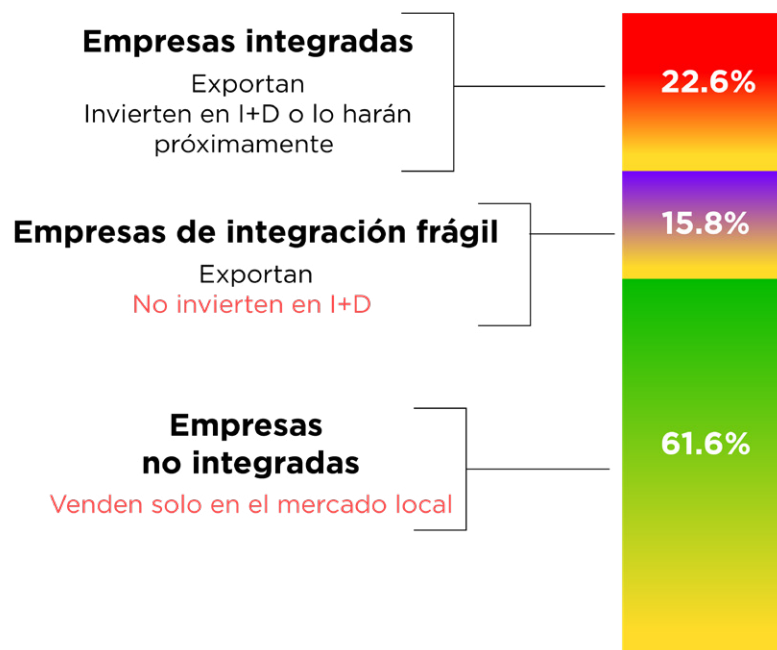 Empresas integradas
Exportan
Invierten en I+D o lo harán
próximamente
22.6%
Empresas de integración frágil
Exportan
No invierten en I+D
15.8%
Empresas
no integradas
Venden solo en el mercado local
61.6%